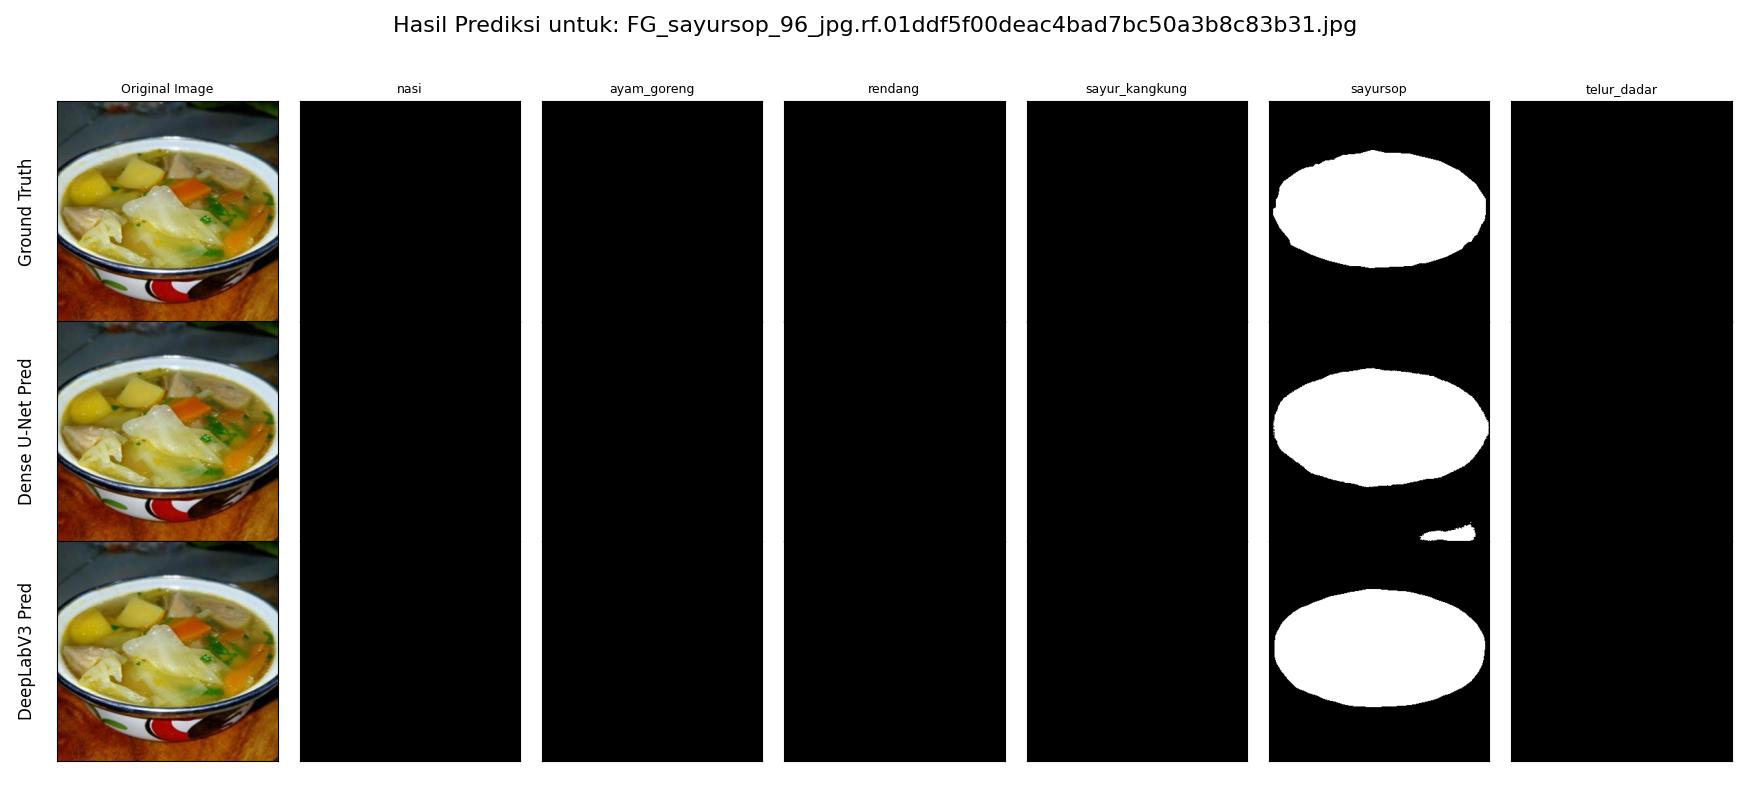 Hasil Prediksi untuk: FG_sayursop_96_jpg.rf.01ddf5f00deac4bad7bc50a3b8c83b31.jpg
Original Image nasi ayam_goreng rendang sayur_kangkung sayursop telur_dadar
Ground Truth
Dense U-Net Pred
DeepLabV3 Pred